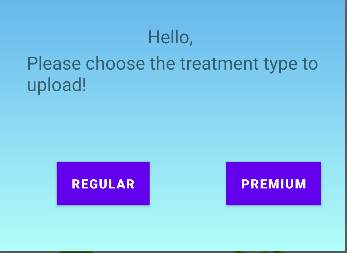 Hello,
Please choose the treatment type to
upload!
REGULAR PREMIUM